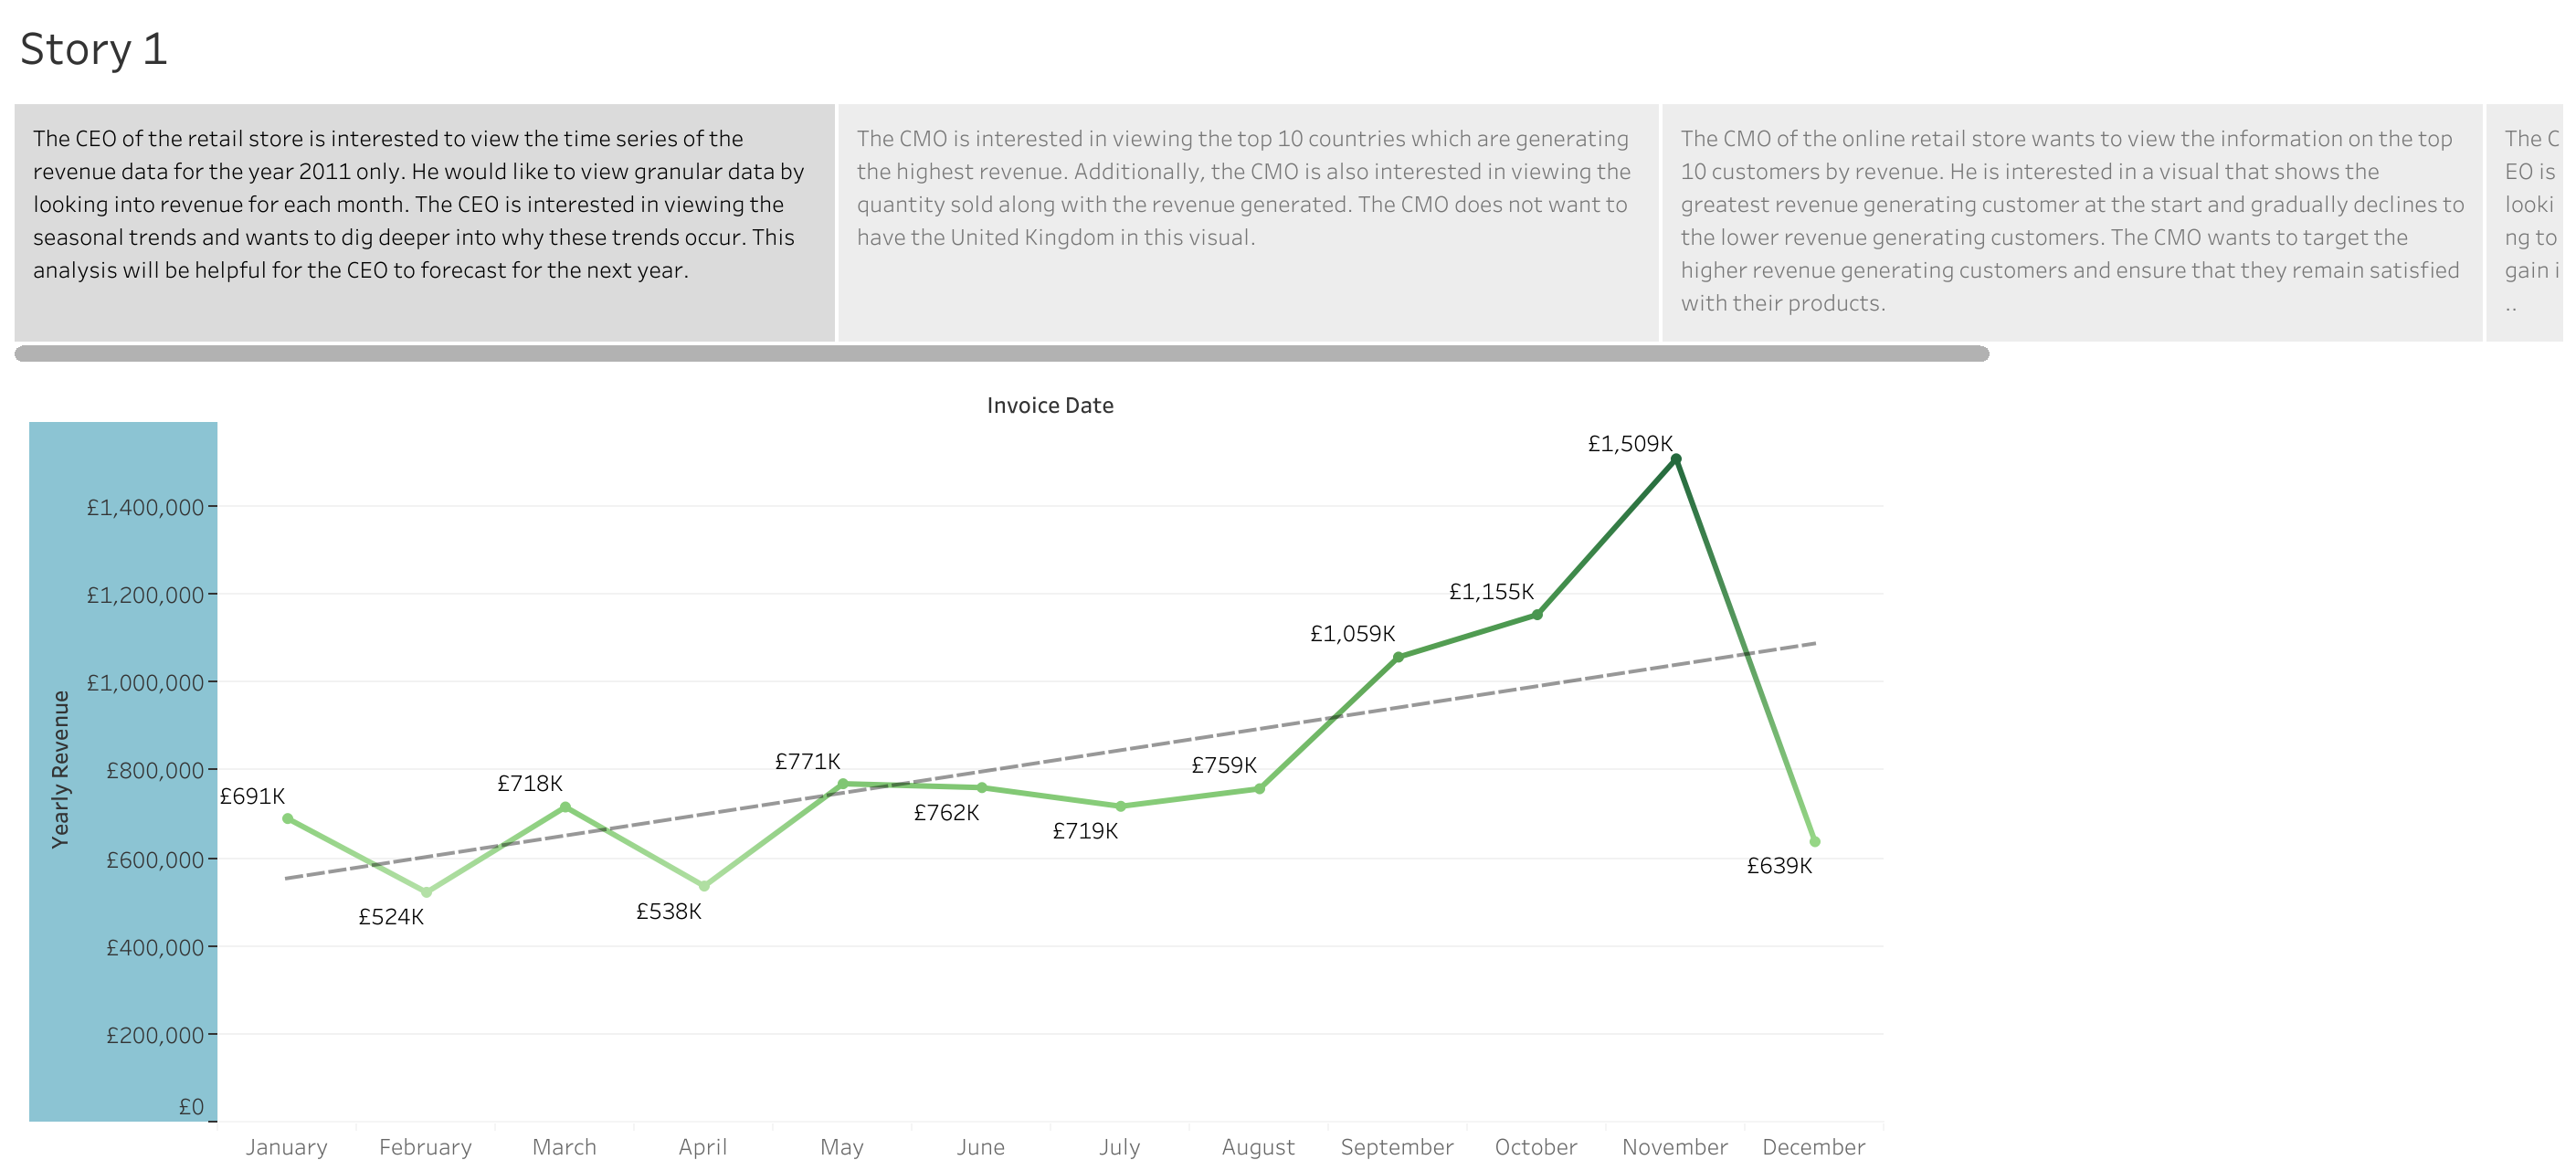 Story 1
The CEO of the retail store is interested to view the time series of the
revenue data for the year 2011 only. He would like to view granular data by
looking into revenue for each month. The CEO is interested in viewing the
seasonal trends and wants to dig deeper into why these trends occur. This
analysis will be helpful for the CEO to forecast for the next year.
The CMO is interested in viewing the top 10 countries which are generating
the highest revenue. Additionally, the CMO is also interested in viewing the
quantity sold along with the revenue generated. The CMO does not want to
have the United Kingdom in this visual.
The CMO of the online retail store wants to view the information on the top
10 customers by revenue. He is interested in a visual that shows the
greatest revenue generating customer at the start and gradually declines to
the lower revenue generating customers. The CMO wants to target the
higher revenue generating customers and ensure that they remain satisfied
with their products.
The C
EO is
looki
ng to
gain i
..
Invoice Date
Yearly Revenue
£1,400,000
£1,200,000
£1,000,000
£800,000
£600,000
£400,000
£200,000
£0
£691K
£524K
£718K
£538K
£771K
£762K
£719K
£759K
£1,059K
£1,155K
£1,509K
£639K
January
February
March
April
May
June
July
August
September
October
November
December